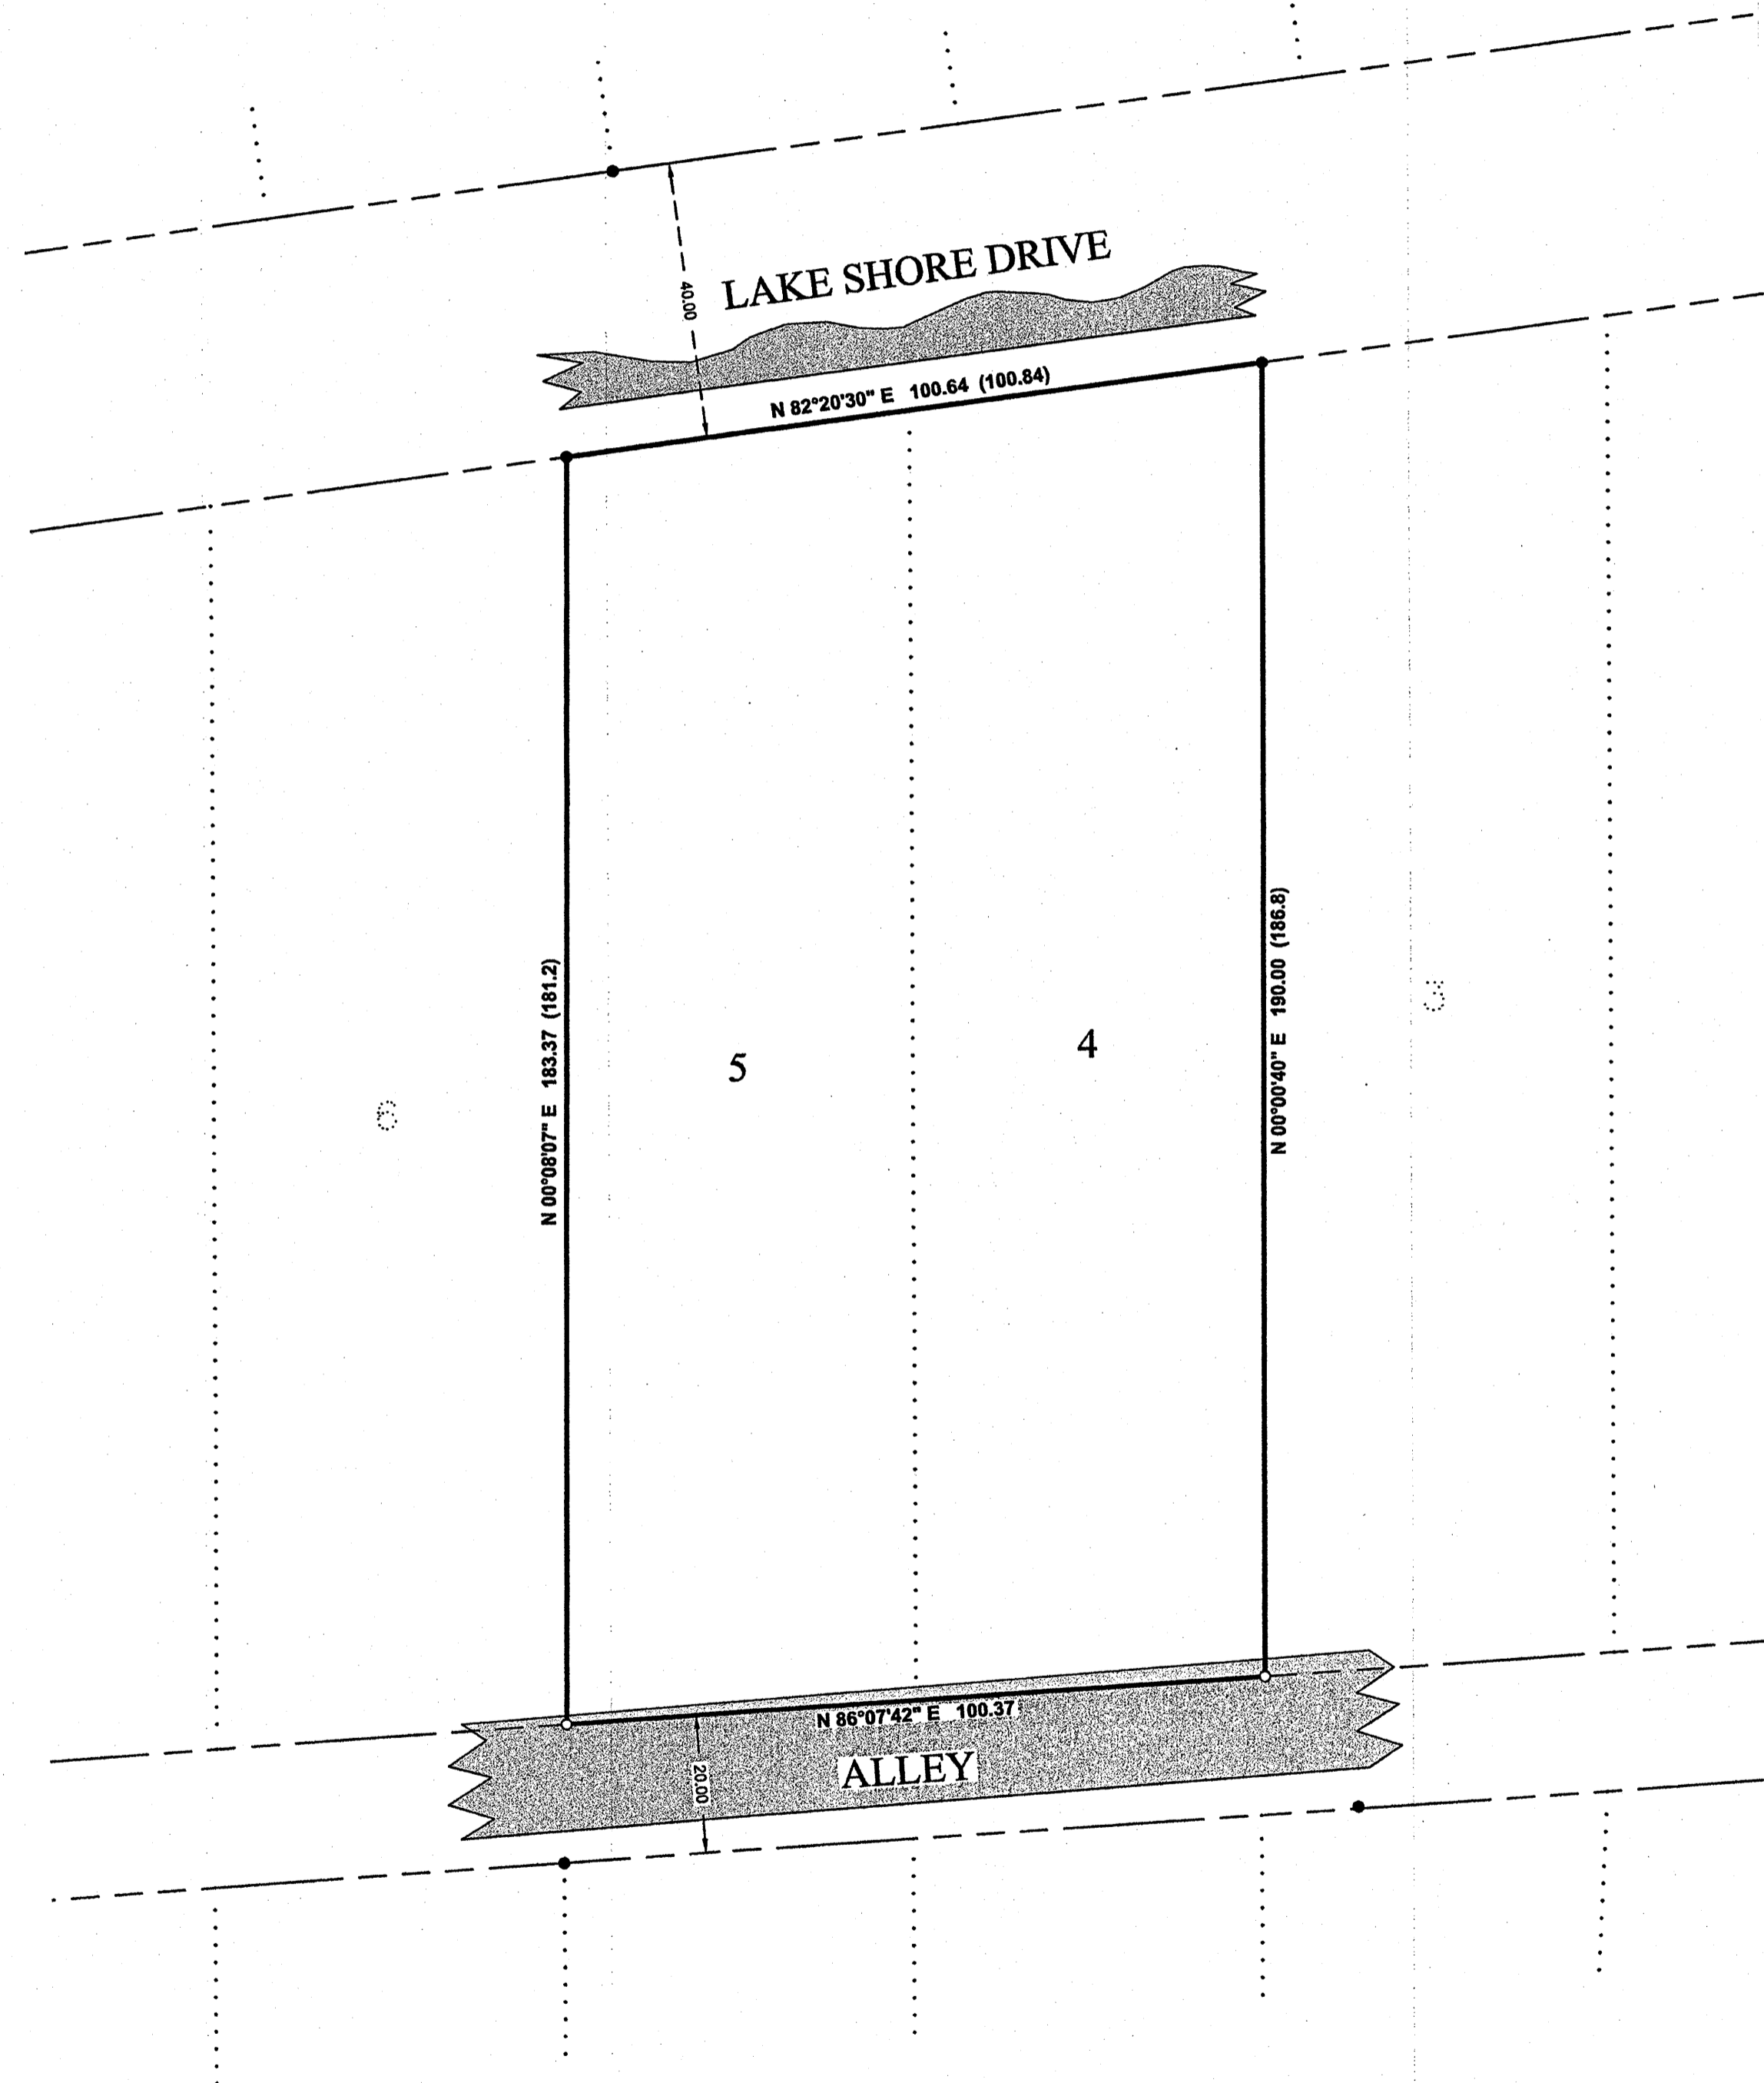 40.00
LAKE SHORE DRIVE
N 82°20'30" E 100.64 (100.84)
N 00°08'07" E 183.37 (181.2)
N 00°00'40" E 190.00 (186.8)
3
4
5
6
N 86°07'42" E 100.37
ALLEY
20.00